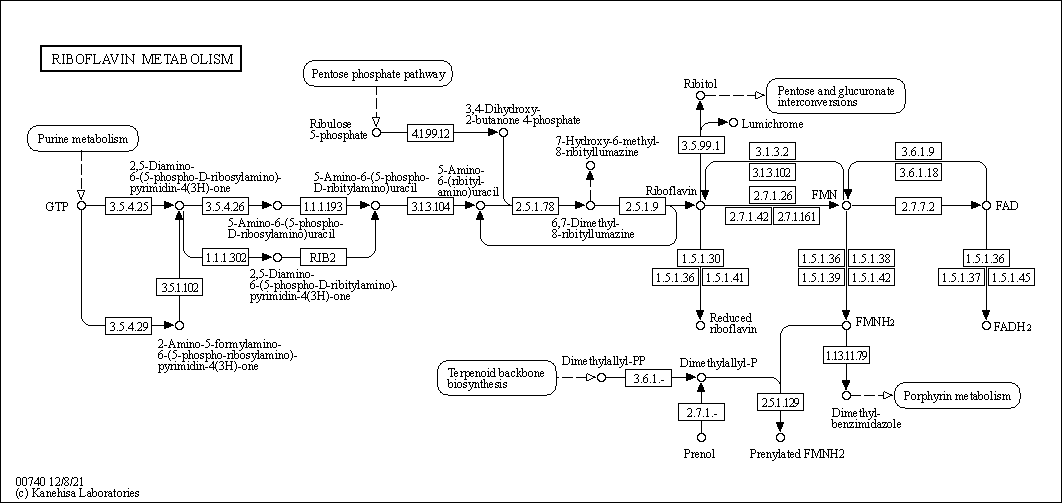 RIBOFLAVIN METABOLISM
Pentose phosphate pathway
Ribitol
Pentose and glucuronate
interconversions
Purine metabolism
Ribulose
5-phosphate
4.1.99.12
3,4-Dihydroxy-
2-butanone 4-phosphate
Lumichrome
7-Hydroxy-6-methyl-
8-ribityllumazine
3.5.99.1
3.1.3.2
3.6.1.9
2,5-Diamino-
6-(5-phospho-D-ribosylamino)-
pyrimidin-4(3H)-one
5-Amino-6-(5-phospho-
D-ribitylamino)uracil
5-Amino-
6-(ribityl-
amino)uracil
3.1.3.102
3.6.1.18
Riboflavin
2.7.1.26
FMN
GTP
3.5.4.25
3.5.4.26
1.1.1.193
3.1.3.104
2.5.1.78
2.5.1.9
2.7.7.2
FAD
2.7.1.42
2.7.1.161
5-Amino-6-(5-phospho-
D-ribosylamino)uracil
6,7-Dimethyl-
8-ribityllumazine
1.1.1.302
RIB2
1.5.1.30
1.5.1.36
1.5.1.38
1.5.1.36
2,5-Diamino-
6-(5-phospho-D-ribitylamino)-
pyrimidin-4(3H)-one
1.5.1.36
1.5.1.41
1.5.1.39
1.5.1.42
1.5.1.37
1.5.1.45
3.5.1.102
3.5.4.29
Reduced
riboflavin
FMNH2
FADH2
2-Amino-5-formylamino-
6-(5-phospho-ribosylamino)-
pyrimidin-4(3H)-one
1.13.11.79
Terpenoid backbone
biosynthesis
Dimethylallyl-PP
3.6.1.-
Dimethylallyl-P
Porphyrin metabolism
2.5.1.129
2.7.1.-
Dimethyl-
benzimidazole
Prenol
Prenylated FMNH2
00740 12/8/21
(c) Kanehisa Laboratories